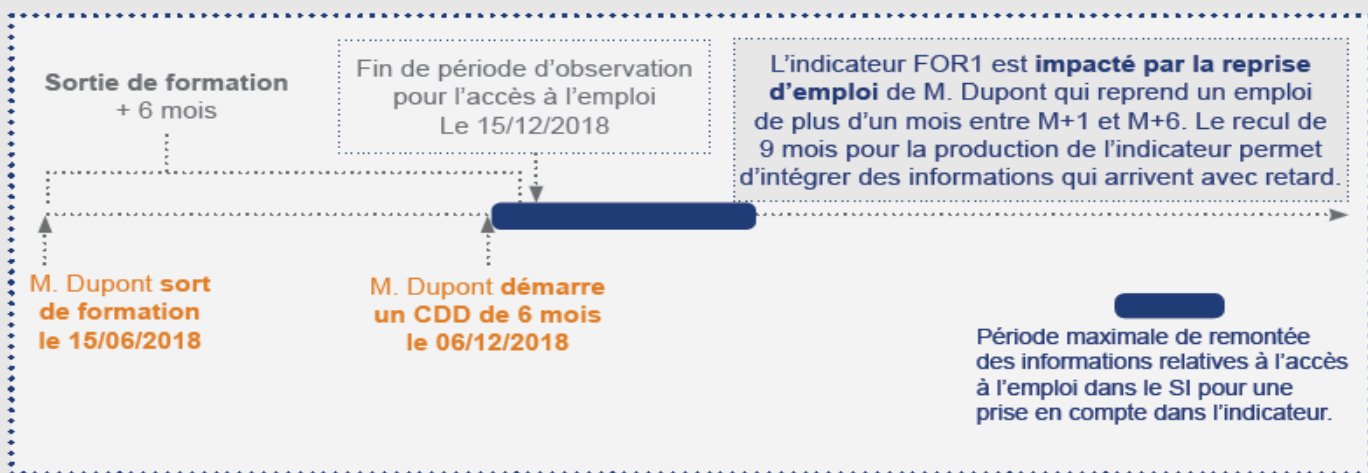 Sortie de formation
+ 6 mois
Fin de période d'observation
pour l'accès à l'emploi
Le 15/12/2018
L'indicateur FOR1 est impacté par la reprise
d'emploi de M. Dupont qui reprend un emploi
de plus d'un mois entre M+1 et M+6. Le recul de
9 mois pour la production de l'indicateur permet
d'intégrer des informations qui arrivent avec retard.
M. Dupont sort
de formation
le 15/06/2018
M. Dupont démarre
un CDD de 6 mois
le 06/12/2018
Période maximale de remontée
des informations relatives à l'accès
à l'emploi dans le SI pour une
prise en compte dans l'indicateur.